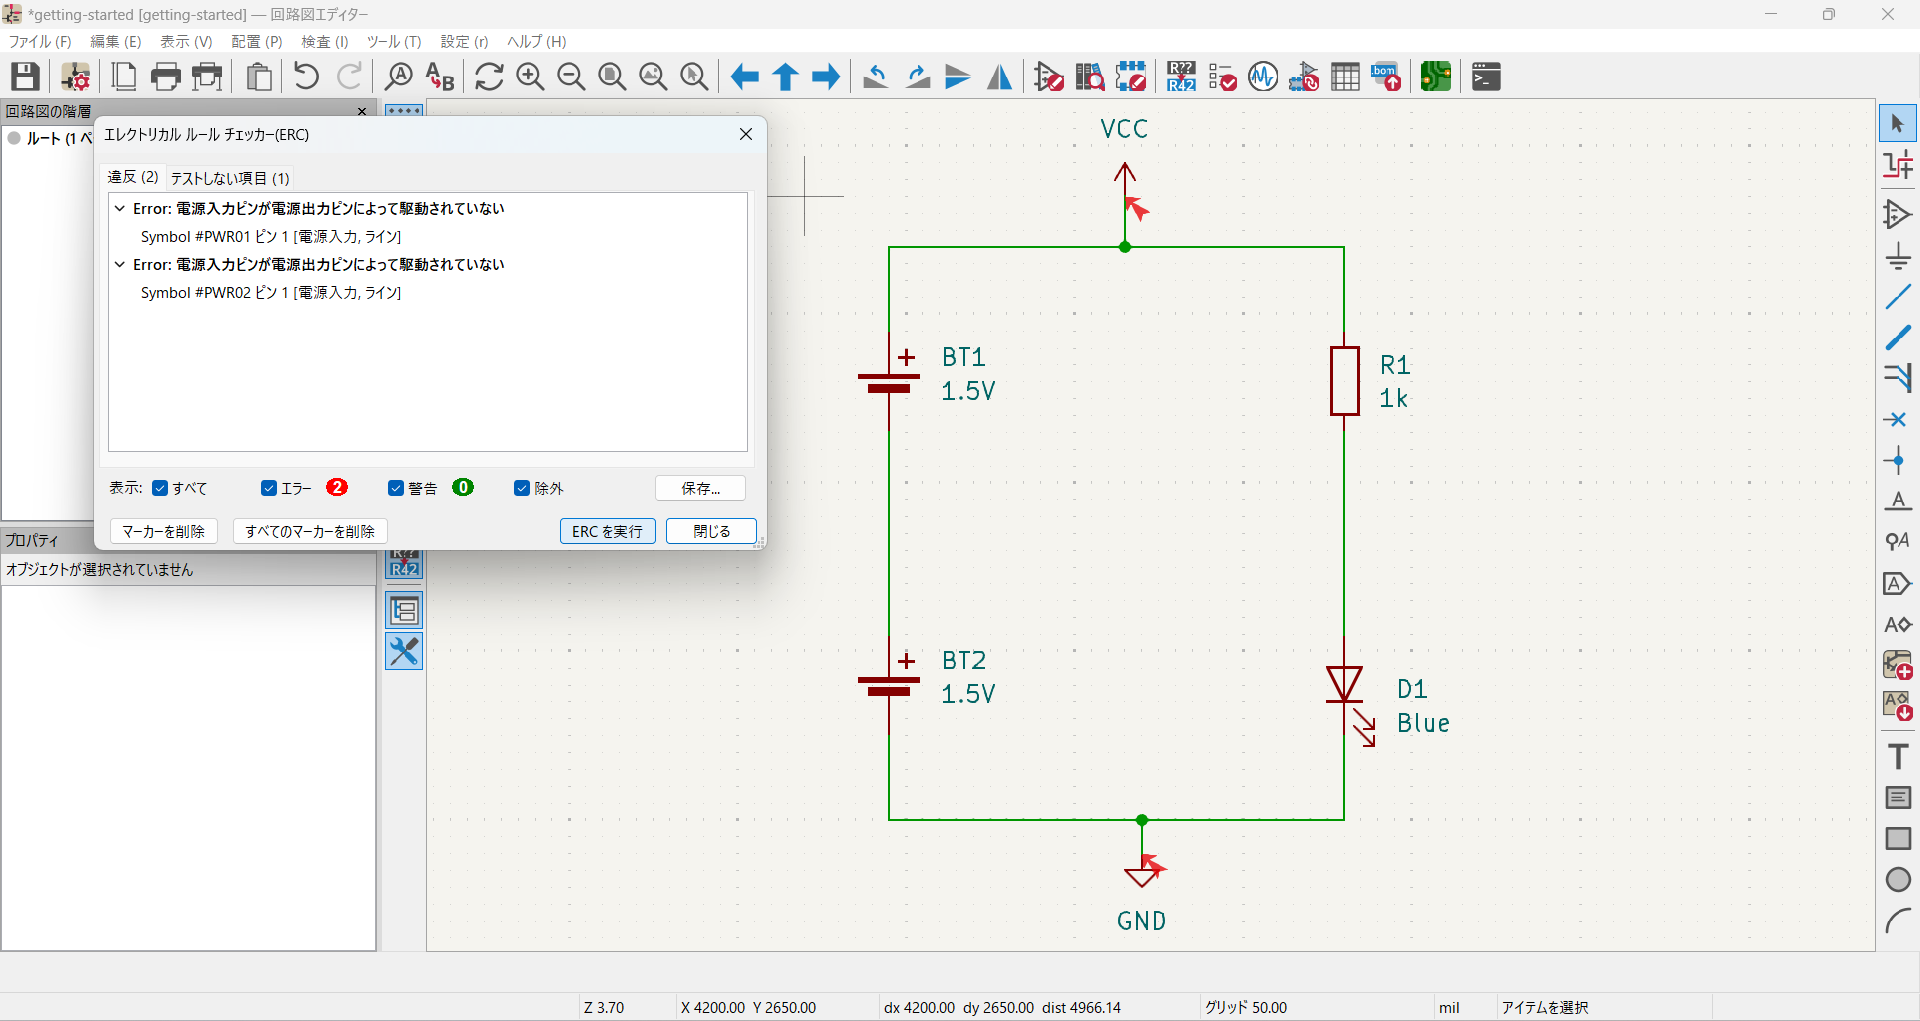 *getting-started [getting-started] — 回路図エディター
ファイル (F) 編集 (E) 表示 (V) 配置 (P) 検査 (I) ツール (T) 設定 (r) ヘルプ (H)
回路図の階層
ルート (1 ペ
エレクトリカル ルール チェッカー(ERC)
違反 (2) テストしない項目 (1)
Error: 電源入力ピンが電源出力ピンによって駆動されていない
Symbol #PWR01 ピン 1 [電源入力, ライン]
Error: 電源入力ピンが電源出力ピンによって駆動されていない
Symbol #PWR02 ピン 1 [電源入力, ライン]
表示: すべて エラー 2 警告 0 除外 保存...
マーカーを削除 すべてのマーカーを削除 ERC を実行 閉じる
プロパティ
オブジェクトが選択されていません
R??
R42
bom
R??
R42
VCC
BT1
1.5V
R1
1k
BT2
1.5V
D1
Blue
GND
Z 3.70 X 4200.00 Y 2650.00 dx 4200.00 dy 2650.00 dist 4966.14 グリッド 50.00 mil アイテムを選択